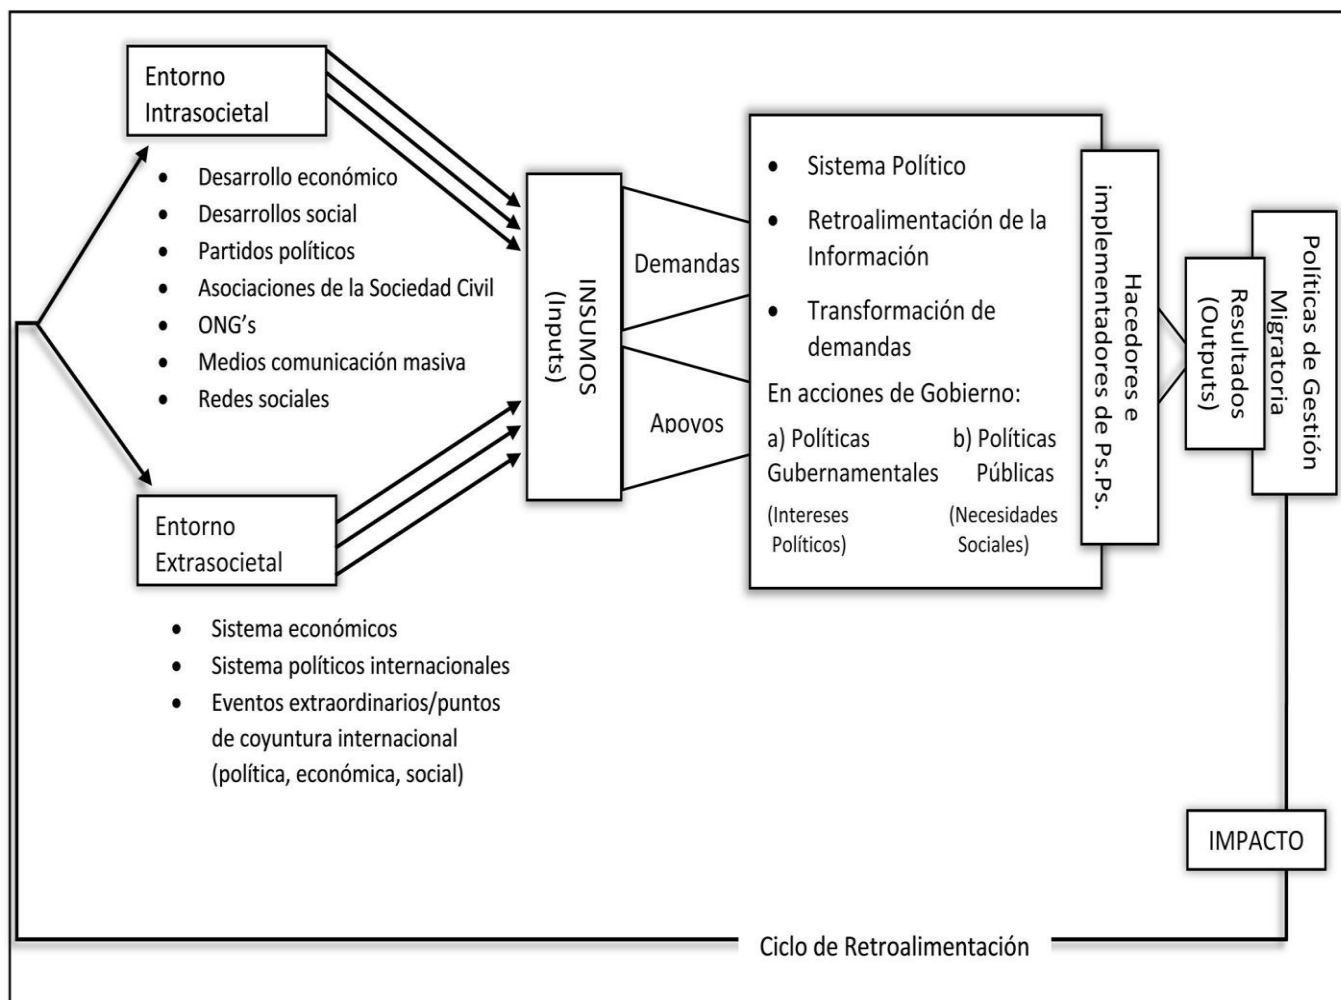 Entorno
Intrasocietal
• Desarrollo económico
• Desarrollos social
• Partidos políticos
• Asociaciones de la Sociedad Civil
• ONG’s
• Medios comunicación masiva
• Redes sociales
Entorno
Extrasocietal
• Sistema económicos
• Sistema políticos internacionales
• Eventos extraordinarios/puntos
de coyuntura internacional
(política, económica, social)
INSUMOS
(Inputs)
Demandas
Apoyos
• Sistema Político
• Retroalimentación de la
Información
• Transformación de
demandas
En acciones de Gobierno:
a) Políticas
Gubernamentales
(Intereses
Políticos)
b) Políticas
Públicas
(Necesidades
Sociales)
Hacedores e
implementadores de Ps.Ps.
Resultados
(Outputs)
Políticas de Gestión
Migratoria
IMPACTO
Ciclo de Retroalimentación